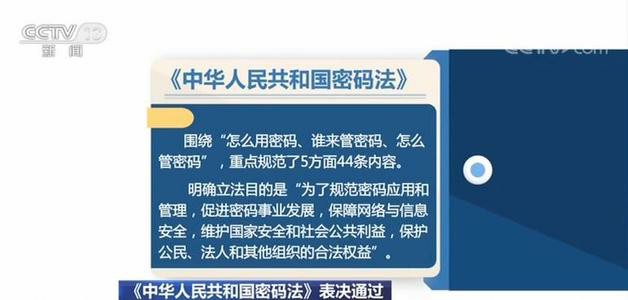 CCTV 13
新闻
CCTV.com
《中华人民共和国密码法》
围绕“怎么用密码、谁来管密码、怎么
管密码”，重点规范了5方面44条内容。
明确立法目的是“为了规范密码应用和
管理，促进密码事业发展，保障网络与信息
安全，维护国家安全和社会公共利益，保护
公民、法人和其他组织的合法权益”。
《中华人民共和国密码法》表决通过